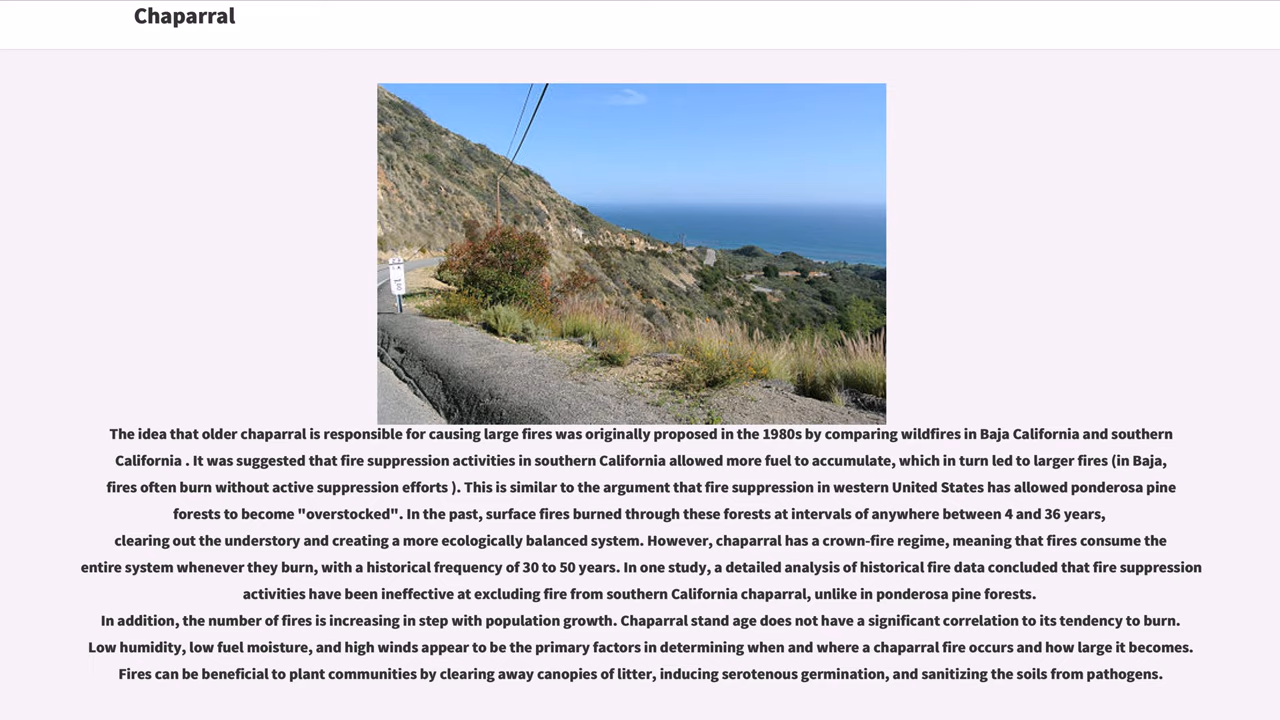 Chaparral
The idea that older chaparral is responsible for causing large fires was originally proposed in the 1980s by comparing wildfires in Baja California and southern
California . It was suggested that fire suppression activities in southern California allowed more fuel to accumulate, which in turn led to larger fires (in Baja,
fires often burn without active suppression efforts ). This is similar to the argument that fire suppression in western United States has allowed ponderosa pine
forests to become "overstocked". In the past, surface fires burned through these forests at intervals of anywhere between 4 and 36 years,
clearing out the understory and creating a more ecologically balanced system. However, chaparral has a crown-fire regime, meaning that fires consume the
entire system whenever they burn, with a historical frequency of 30 to 50 years. In one study, a detailed analysis of historical fire data concluded that fire suppression
activities have been ineffective at excluding fire from southern California chaparral, unlike in ponderosa pine forests.
In addition, the number of fires is increasing in step with population growth. Chaparral stand age does not have a significant correlation to its tendency to burn.
Low humidity, low fuel moisture, and high winds appear to be the primary factors in determining when and where a chaparral fire occurs and how large it becomes.
Fires can be beneficial to plant communities by clearing away canopies of litter, inducing serotenous germination, and sanitizing the soils from pathogens.